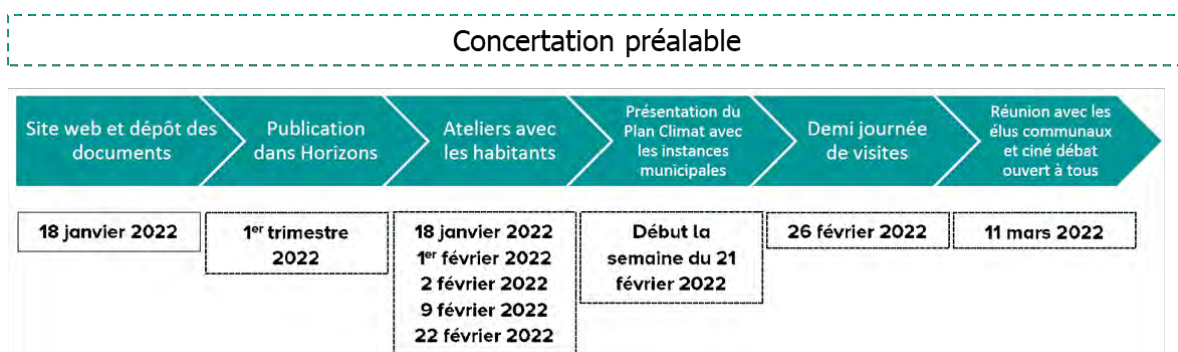 Concertation préalable
Site web et dépôt des
documents
Publication
dans Horizons
Ateliers avec
les habitants
Présentation du
Plan Climat avec
les instances
municipales
Demi journée
de visites
Réunion avec les
élus communaux
et ciné débat
ouvert à tous
18 janvier 2022
1er trimestre
2022
18 janvier 2022
1er février 2022
2 février 2022
9 février 2022
22 février 2022
Début la
semaine du 21
février 2022
26 février 2022
11 mars 2022